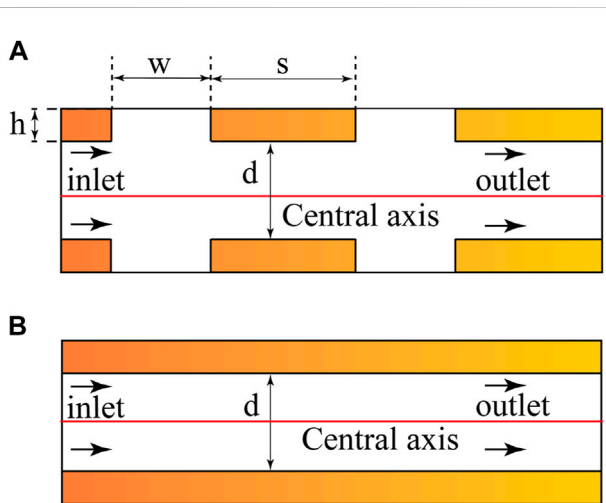 A
w s
h
inlet d outlet
Central axis
B
inlet d outlet
Central axis